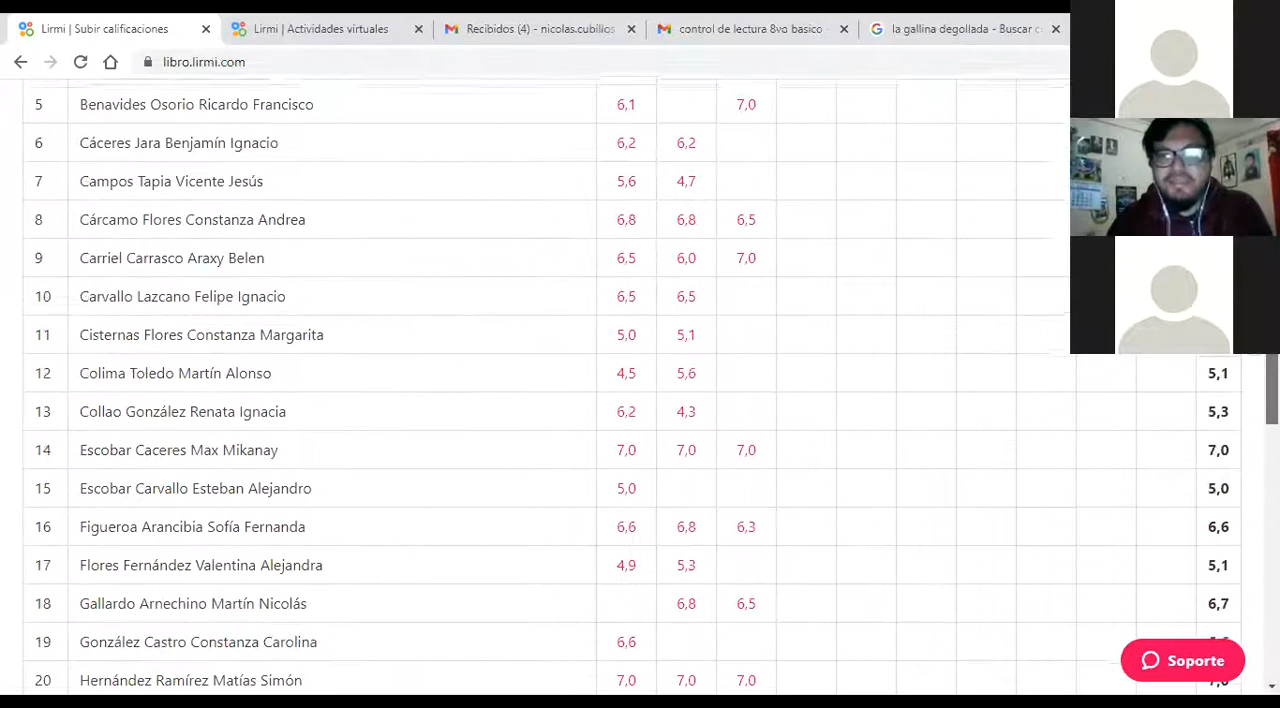 Lirmi | Subir calificaciones
Lirmi | Actividades virtuales
Recibidos (4) - nicolas.cubillos
control de lectura 8vo basico -
la gallina degollada - Buscar c
libro.lirmi.com
5 Benavides Osorio Ricardo Francisco 6,1 7,0
6 Cáceres Jara Benjamín Ignacio 6,2 6,2
7 Campos Tapia Vicente Jesús 5,6 4,7
8 Cárcamo Flores Constanza Andrea 6,8 6,8 6,5
9 Carriel Carrasco Araxy Belen 6,5 6,0 7,0
10 Carvallo Lazcano Felipe Ignacio 6,5 6,5
11 Cisternas Flores Constanza Margarita 5,0 5,1
12 Colima Toledo Martín Alonso 4,5 5,6 5,1
13 Collao González Renata Ignacia 6,2 4,3 5,3
14 Escobar Caceres Max Mikanay 7,0 7,0 7,0 7,0
15 Escobar Carvallo Esteban Alejandro 5,0 5,0
16 Figueroa Arancibia Sofía Fernanda 6,6 6,8 6,3 6,6
17 Flores Fernández Valentina Alejandra 4,9 5,3 5,1
18 Gallardo Arnechino Martín Nicolás 6,8 6,5 6,7
19 González Castro Constanza Carolina 6,6
20 Hernández Ramírez Matías Simón 7,0 7,0 7,0
Soporte